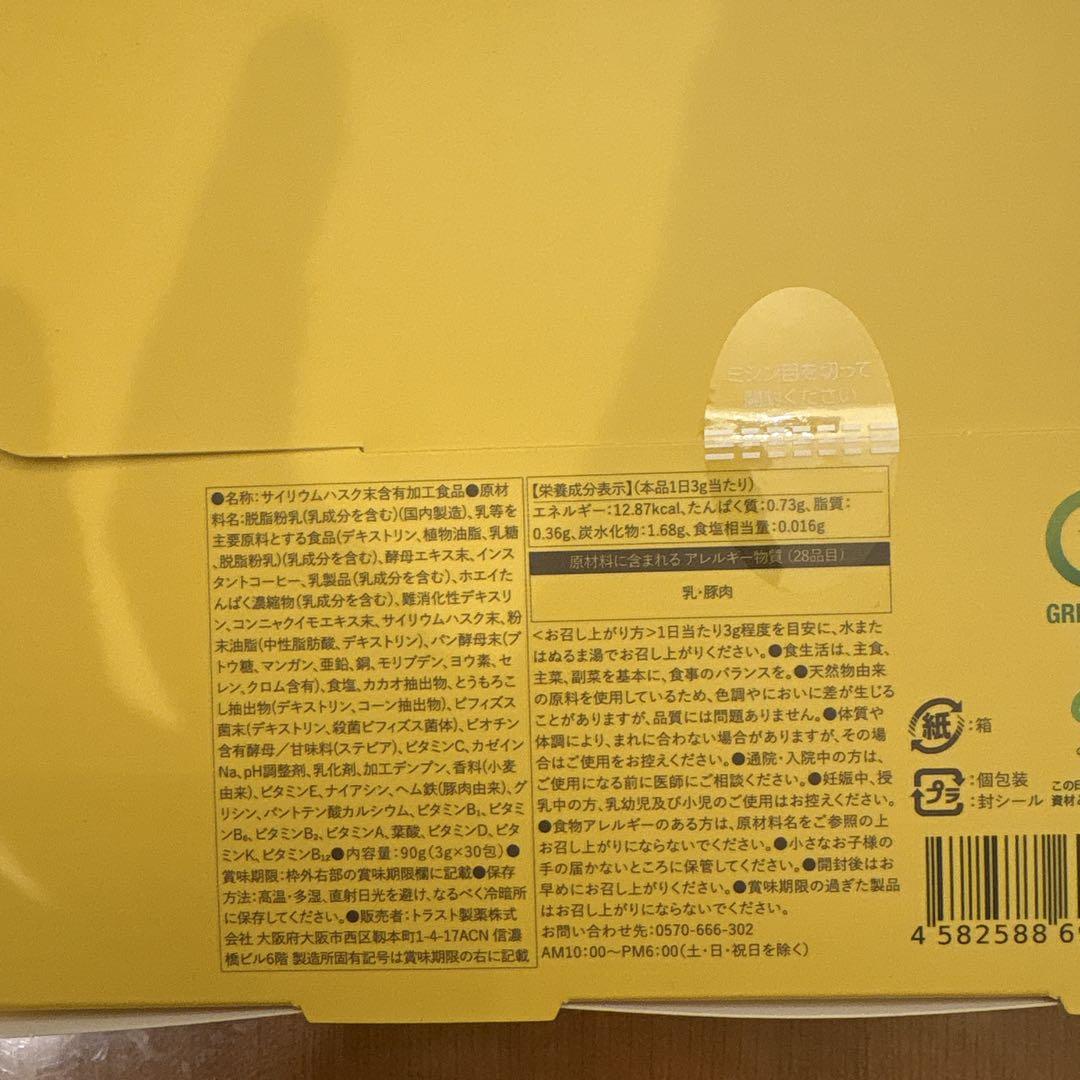 ミシン目を切って
開封ください
●名称:サイリウムハスク末含有加工食品●原材
料名:脱脂粉乳(乳成分を含む)(国内製造)、乳等を
主要原料とする食品(デキストリン、植物油脂、乳糖
、脱脂粉乳)(乳成分を含む)、酵母エキス末、インス
タントコーヒー、乳製品(乳成分を含む)、ホエイた
んぱく濃縮物(乳成分を含む)、難消化性デキスリ
ン、コンニャクイモエキス末、サイリウムハスク末、粉
末油脂(中性脂肪酸、デキストリン)、パン酵母末(ブ
トウ糖、マンガン、亜鉛、銅、モリブデン、ヨウ素、セ
レン、クロム含有)、食塩、カカオ抽出物、とうもろこ
し抽出物(デキストリン、コーン抽出物)、ビフィズス
菌末(デキストリン、殺菌ビフィズス菌体)、ビオチン
含有酵母/甘味料(ステビア)、ビタミンC、カゼイン
Na、pH調整剤、乳化剤、加工デンプン、香料(小麦
由来)、ビタミンE、ナイアシン、ヘム鉄(豚肉由来)、グ
リシン、パントテン酸カルシウム、ビタミンB₁、ビタミ
ンB₆、ビタミンB₂、ビタミンA、葉酸、ビタミンD、ビタ
ミンK、ビタミンB₁₂●内容量:90g(3g×30包)●
賞味期限:枠外右部の賞味期限欄に記載●保存
方法:高温・多湿、直射日光を避け、なるべく冷暗所
に保存してください。●販売者:トラスト製薬株式
会社 大阪府大阪市西区靱本町1-4-17ACN 信濃
橋ビル6階 製造所固有記号は賞味期限の右に記載
【栄養成分表示】(本品1日3g当たり)
エネルギー:12.87kcal、たんぱく質:0.73g、脂質:
0.36g、炭水化物:1.68g、食塩相当量:0.016g
原材料に含まれる アレルギー物質(28品目)
乳・豚肉
<お召し上がり方>1日当たり3g程度を目安に、水また
はぬるま湯でお召し上がりください。●食生活は、主食、
主菜、副菜を基本に、食事のバランスを。●天然物由来
の原料を使用しているため、色調やにおいに差が生じる
ことがありますが、品質には問題ありません。●体質や
体調により、まれに合わない場合がありますが、その場
合はご使用をお控えください。●通院・入院中の方は、
ご使用になる前に医師にご相談ください。●妊娠中、授
乳中の方、乳幼児及び小児のご使用はお控えください。
●食物アレルギーのある方は、原材料名をご参照の上
お召し上がりにならないでください。●小さなお子様の
手の届かないところに保管してください。●開封後はお
早めにお召し上がりください。●賞味期限の過ぎた製品
はお召し上がりにならないでください。
お問い合わせ先:0570-666-302
AM10:00〜PM6:00(土・日・祝日を除く)
紙:箱
プラ:個包装
:封シール
4 582588 6